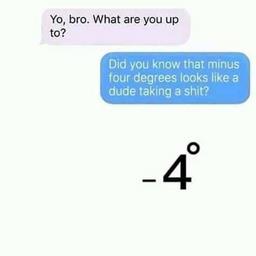 Yo, bro. What are you up
to?
Did you know that minus
four degrees looks like a
dude taking a shit?
-4°